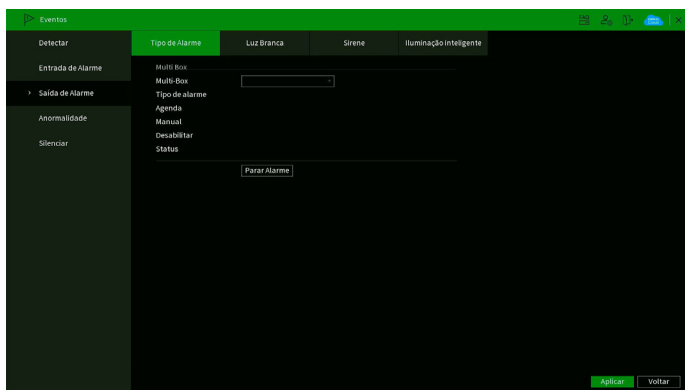 Eventos
Detectar
Entrada de Alarme
Saída de Alarme
Anormalidade
Silenciar
Tipo de Alarme
Luz Branca
Sirene
Iluminação inteligente
Multi Box
Multi-Box
Tipo de alarme
Agenda
Manual
Desabilitar
Status
Parar Alarme
Aplicar
Voltar